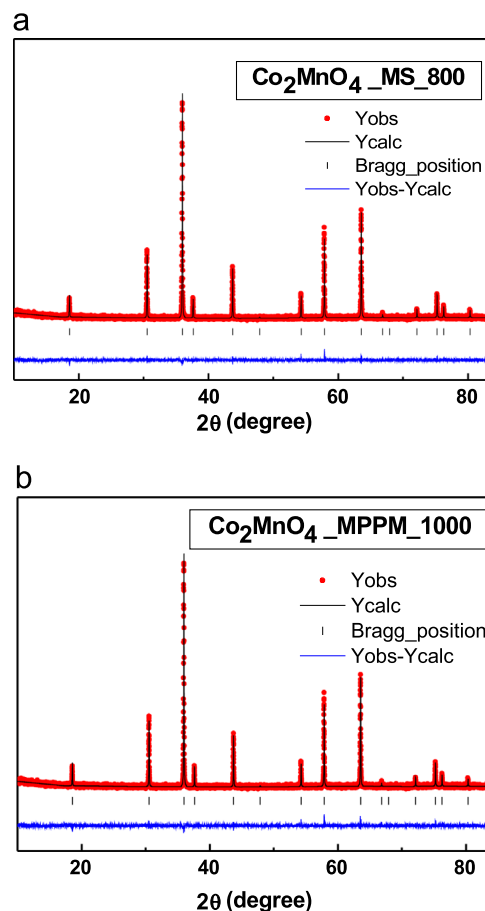 a
Co₂MnO₄ _MS_800
Yobs
Ycalc
Bragg_position
Yobs-Ycalc
20 40 60 80
2θ (degree)
b
Co₂MnO₄ _MPPM_1000
Yobs
Ycalc
Bragg_position
Yobs-Ycalc
20 40 60 80
2θ (degree)